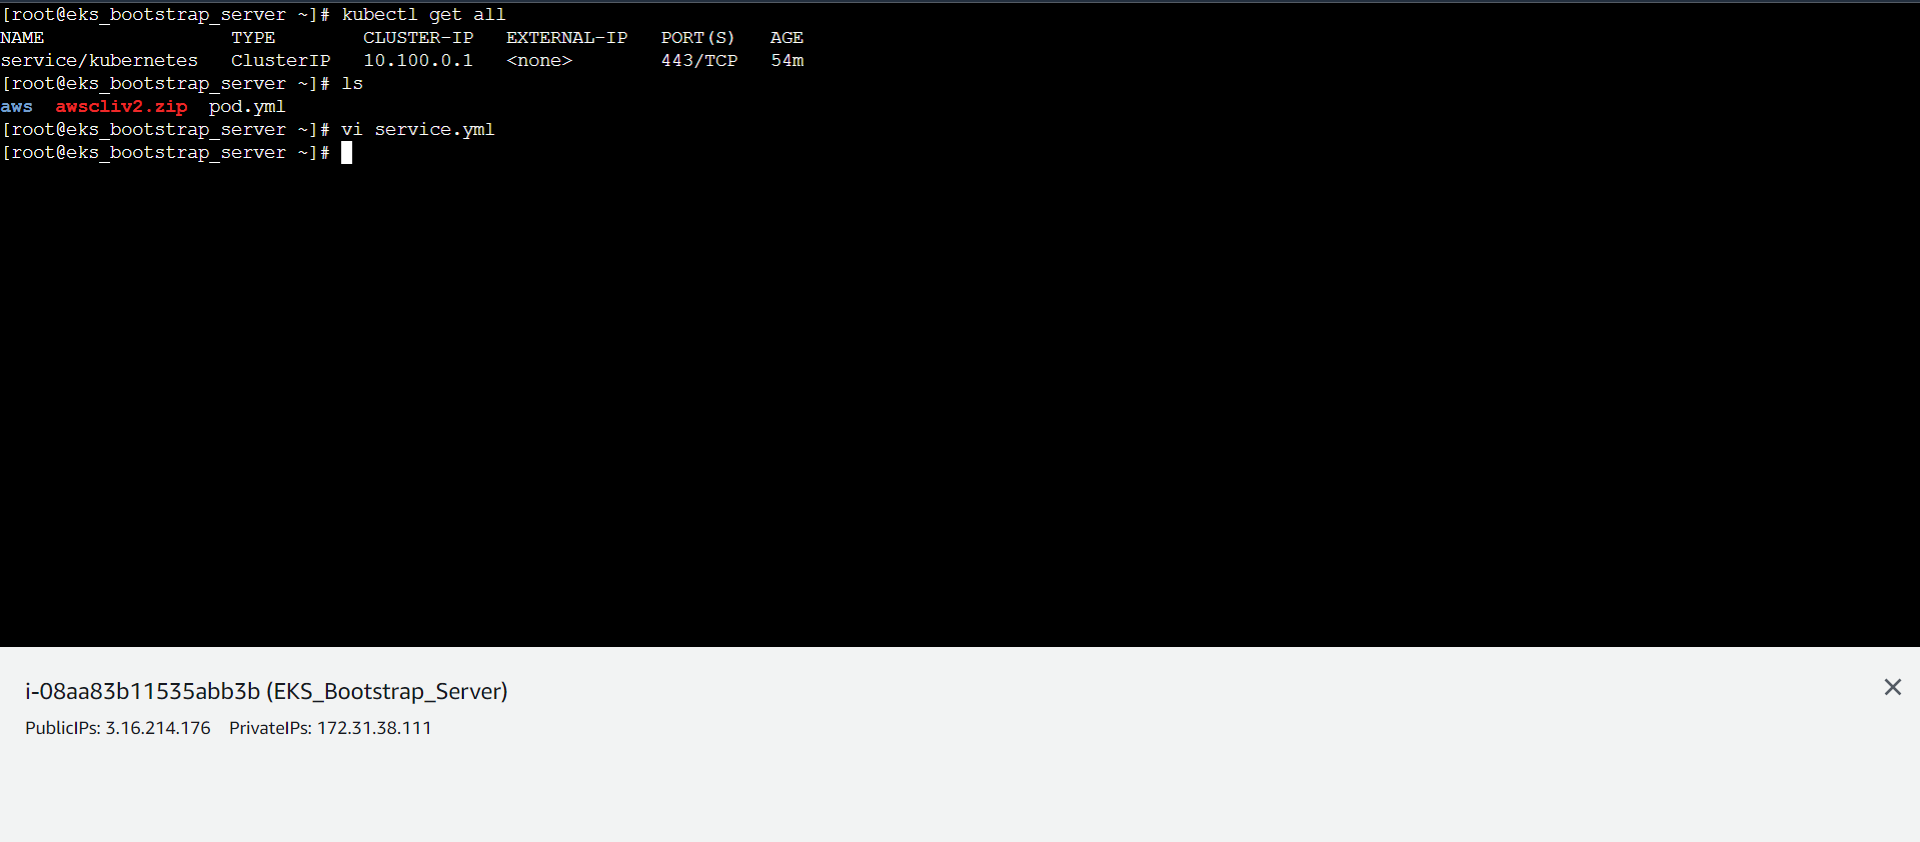 [root@eks_bootstrap_server ~]# kubectl get all
NAME                 TYPE        CLUSTER-IP   EXTERNAL-IP   PORT(S)   AGE
service/kubernetes   ClusterIP   10.100.0.1   <none>        443/TCP   54m
[root@eks_bootstrap_server ~]# ls
aws  awscliv2.zip  pod.yml
[root@eks_bootstrap_server ~]# vi service.yml
[root@eks_bootstrap_server ~]#
i-08aa83b11535abb3b (EKS_Bootstrap_Server)
PublicIPs: 3.16.214.176    PrivateIPs: 172.31.38.111